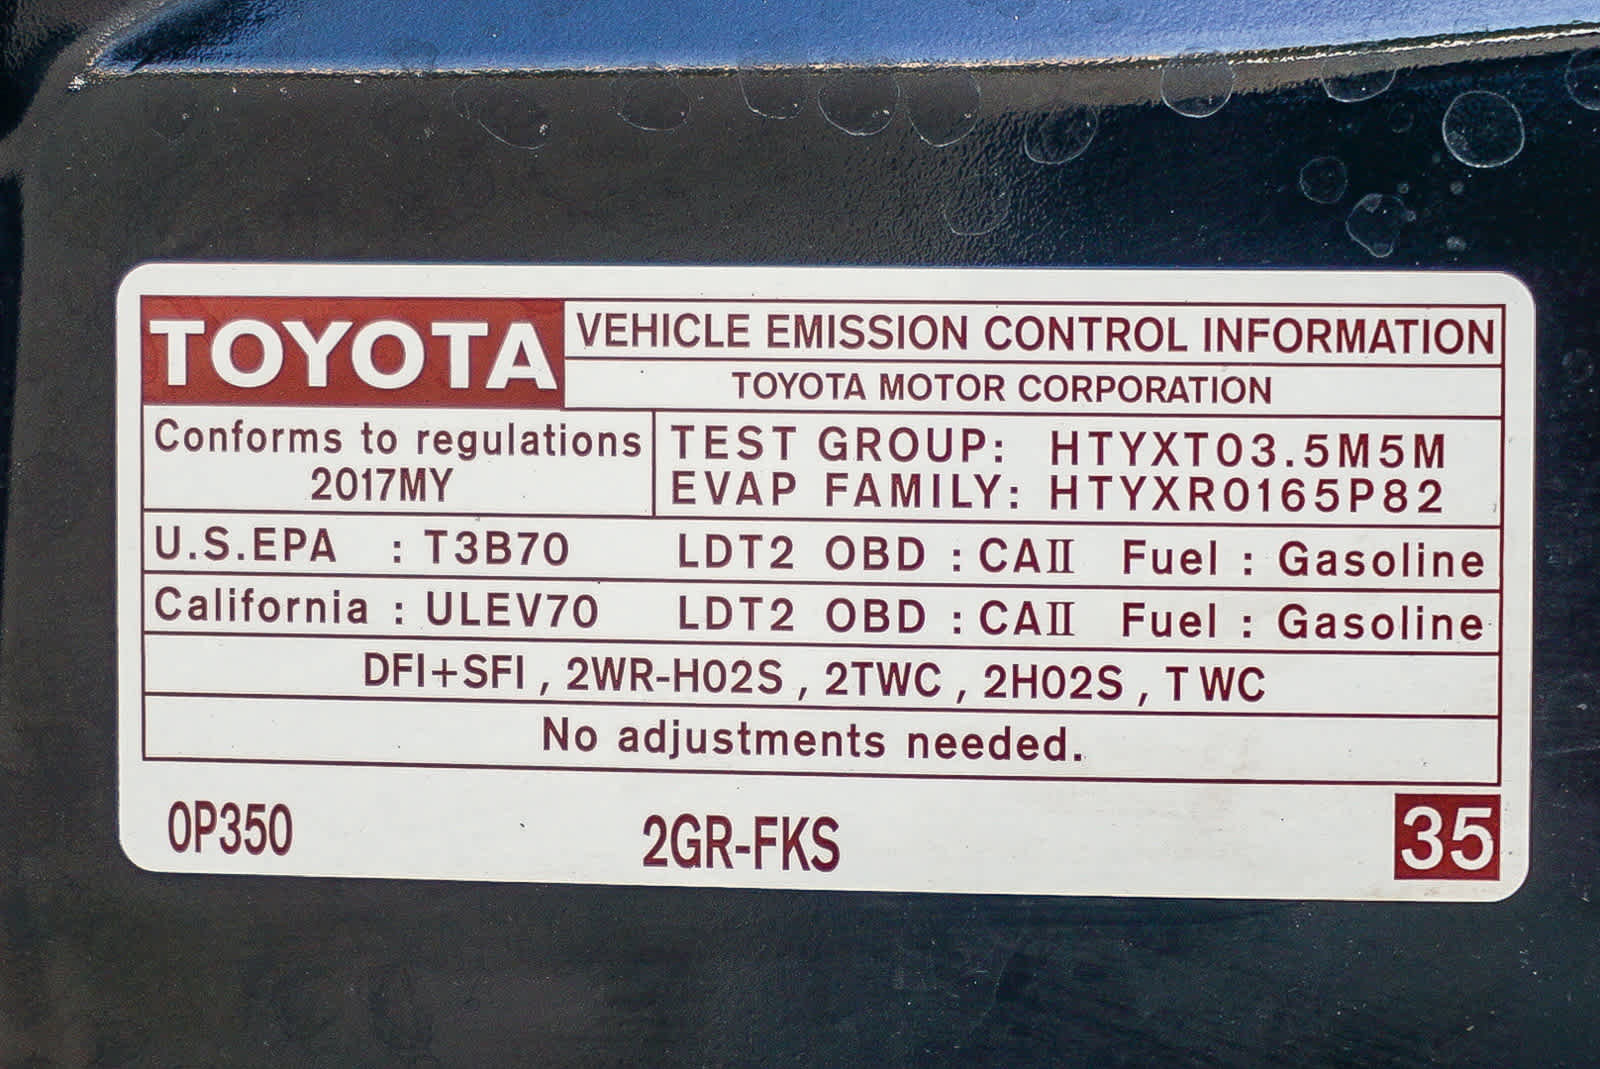 TOYOTA
VEHICLE EMISSION CONTROL INFORMATION
TOYOTA MOTOR CORPORATION
Conforms to regulations
2017MY
TEST GROUP: HTYXT03.5M5M
EVAP FAMILY: HTYXR0165P82
U.S.EPA : T3B70 LDT2 OBD : CAⅡ Fuel : Gasoline
California : ULEV70 LDT2 OBD : CAⅡ Fuel : Gasoline
DFI+SFI , 2WR-HO2S , 2TWC , 2HO2S , TWC
No adjustments needed.
0P350 2GR-FKS 35